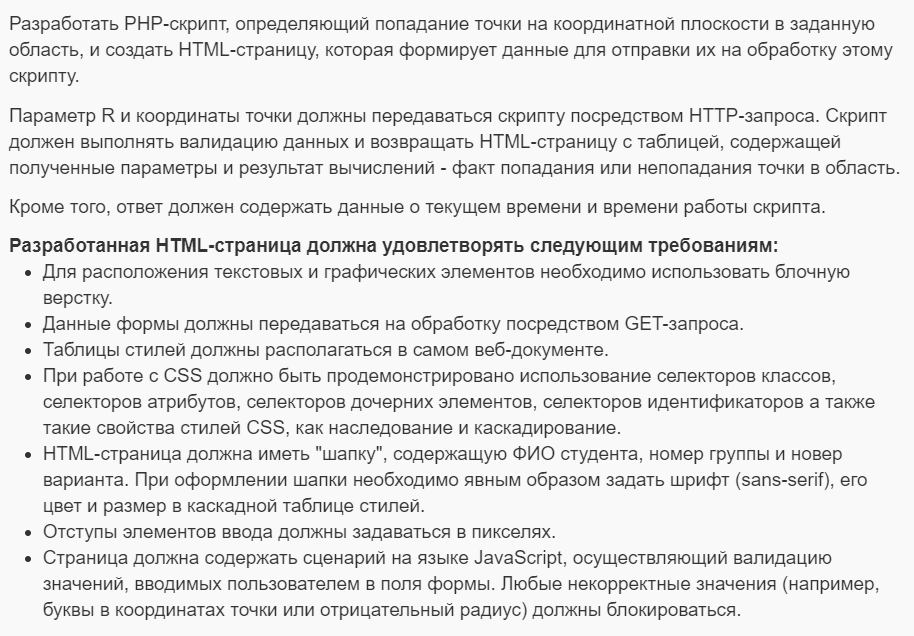 Разработать PHP-скрипт, определяющий попадание точки на координатной плоскости в заданную
область, и создать HTML-страницу, которая формирует данные для отправки их на обработку этому
скрипту.
Параметр R и координаты точки должны передаваться скрипту посредством HTTP-запроса. Скрипт
должен выполнять валидацию данных и возвращать HTML-страницу с таблицей, содержащей
полученные параметры и результат вычислений - факт попадания или непопадания точки в область.
Кроме того, ответ должен содержать данные о текущем времени и времени работы скрипта.
Разработанная HTML-страница должна удовлетворять следующим требованиям:
• Для расположения текстовых и графических элементов необходимо использовать блочную
верстку.
• Данные формы должны передаваться на обработку посредством GET-запроса.
• Таблицы стилей должны располагаться в самом веб-документе.
• При работе с CSS должно быть продемонстрировано использование селекторов классов,
селекторов атрибутов, селекторов дочерних элементов, селекторов идентификаторов а также
такие свойства стилей CSS, как наследование и каскадирование.
• HTML-страница должна иметь "шапку", содержащую ФИО студента, номер группы и новер
варианта. При оформлении шапки необходимо явным образом задать шрифт (sans-serif), его
цвет и размер в каскадной таблице стилей.
• Отступы элементов ввода должны задаваться в пикселях.
• Страница должна содержать сценарий на языке JavaScript, осуществляющий валидацию
значений, вводимых пользователем в поля формы. Любые некорректные значения (например,
буквы в координатах точки или отрицательный радиус) должны блокироваться.